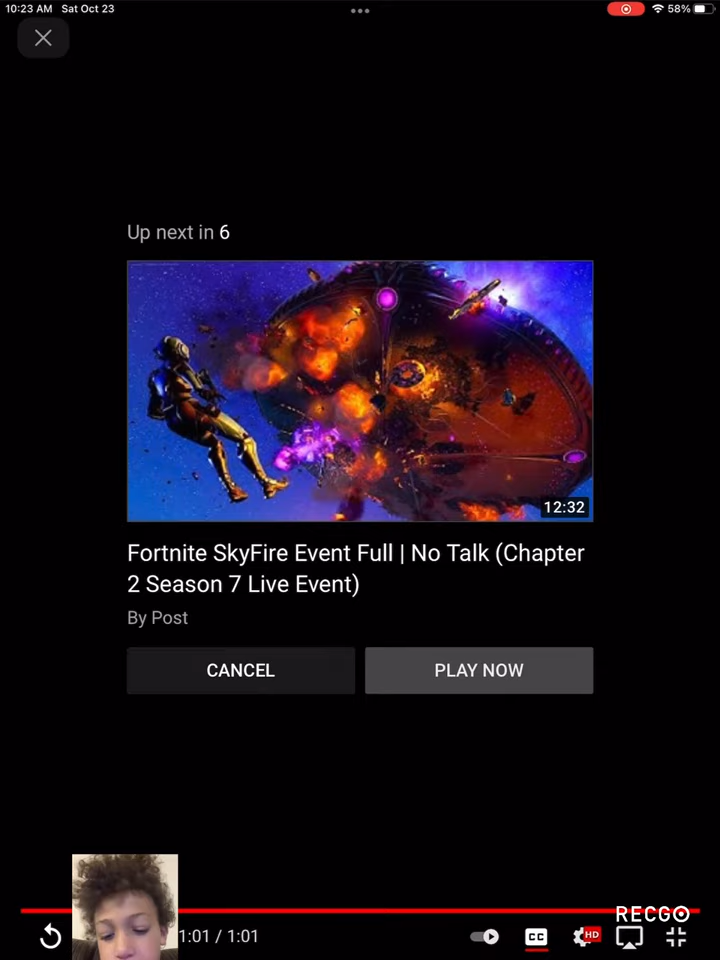 10:23 AM Sat Oct 23
58%
Up next in 6
12:32
Fortnite SkyFire Event Full | No Talk (Chapter
2 Season 7 Live Event)
By Post
CANCEL
PLAY NOW
RECGO
1:01 / 1:01
CC
HD